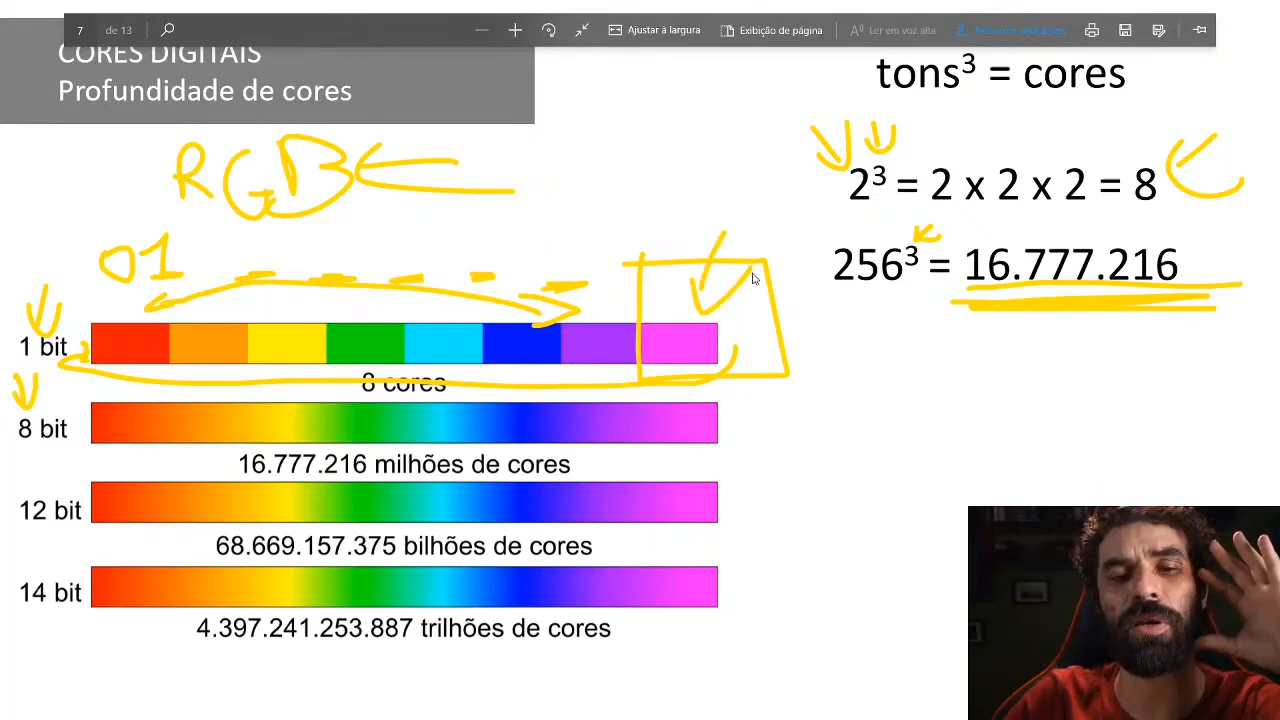 7 de 13 Ajustar à largura Exibição de página Ler em voz alta
CORES DIGITAIS
Profundidade de cores
tons³ = cores
RGB
2³ = 2 x 2 x 2 = 8
256³ = 16.777.216
01
1 bit
8 cores
8 bit
16.777.216 milhões de cores
12 bit
68.669.157.375 bilhões de cores
14 bit
4.397.241.253.887 trilhões de cores